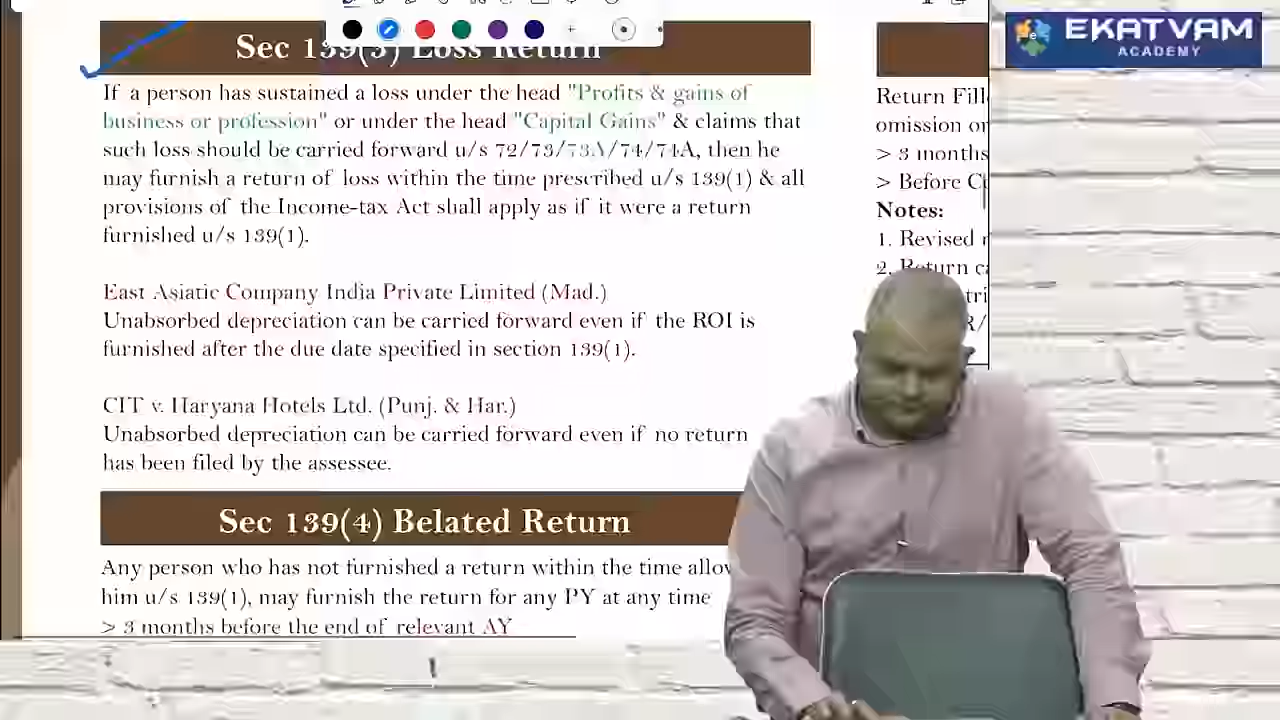 EKATVAM
ACADEMY
Sec 139(3) Loss Return
If a person has sustained a loss under the head "Profits & gains of
business or profession" or under the head "Capital Gains" & claims that
such loss should be carried forward u/s 72/73/73A/74/74A, then he
may furnish a return of loss within the time prescribed u/s 139(1) & all
provisions of the Income-tax Act shall apply as if it were a return
furnished u/s 139(1).
East Asiatic Company India Private Limited (Mad.)
Unabsorbed depreciation can be carried forward even if the ROI is
furnished after the due date specified in section 139(1).
CIT v. Haryana Hotels Ltd. (Punj. & Har.)
Unabsorbed depreciation can be carried forward even if no return
has been filed by the assessee.
Sec 139(4) Belated Return
Any person who has not furnished a return within the time allow
him u/s 139(1), may furnish the return for any PY at any time
> 3 months before the end of relevant AY
Return Fill
omission or
> 3 months
> Before
Notes:
1. Revised
2. Return